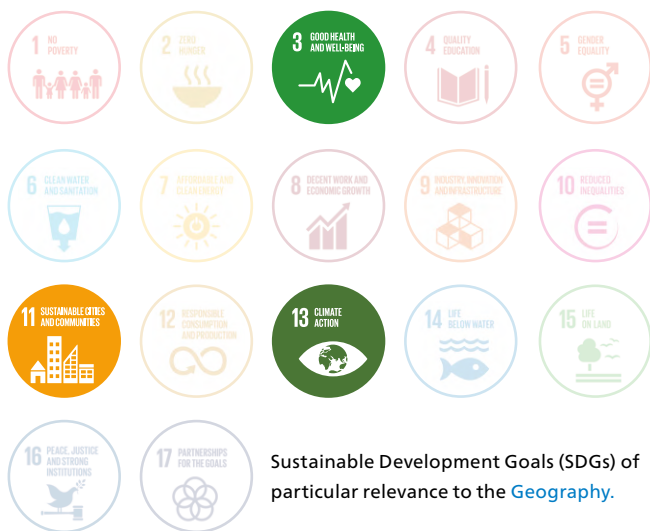 1 NO
POVERTY
2 ZERO
HUNGER
3 GOOD HEALTH
AND WELL-BEING
4 QUALITY
EDUCATION
5 GENDER
EQUALITY
6 CLEAN WATER
AND SANITATION
7 AFFORDABLE AND
CLEAN ENERGY
8 DECENT WORK AND
ECONOMIC GROWTH
9 INDUSTRY, INNOVATION
AND INFRASTRUCTURE
10 REDUCED
INEQUALITIES
11 SUSTAINABLE CITIES
AND COMMUNITIES
12 RESPONSIBLE
CONSUMPTION
AND PRODUCTION
13 CLIMATE
ACTION
14 LIFE
BELOW WATER
15 LIFE
ON LAND
16 PEACE, JUSTICE
AND STRONG
INSTITUTIONS
17 PARTNERSHIPS
FOR THE GOALS
Sustainable Development Goals (SDGs) of
particular relevance to the Geography.